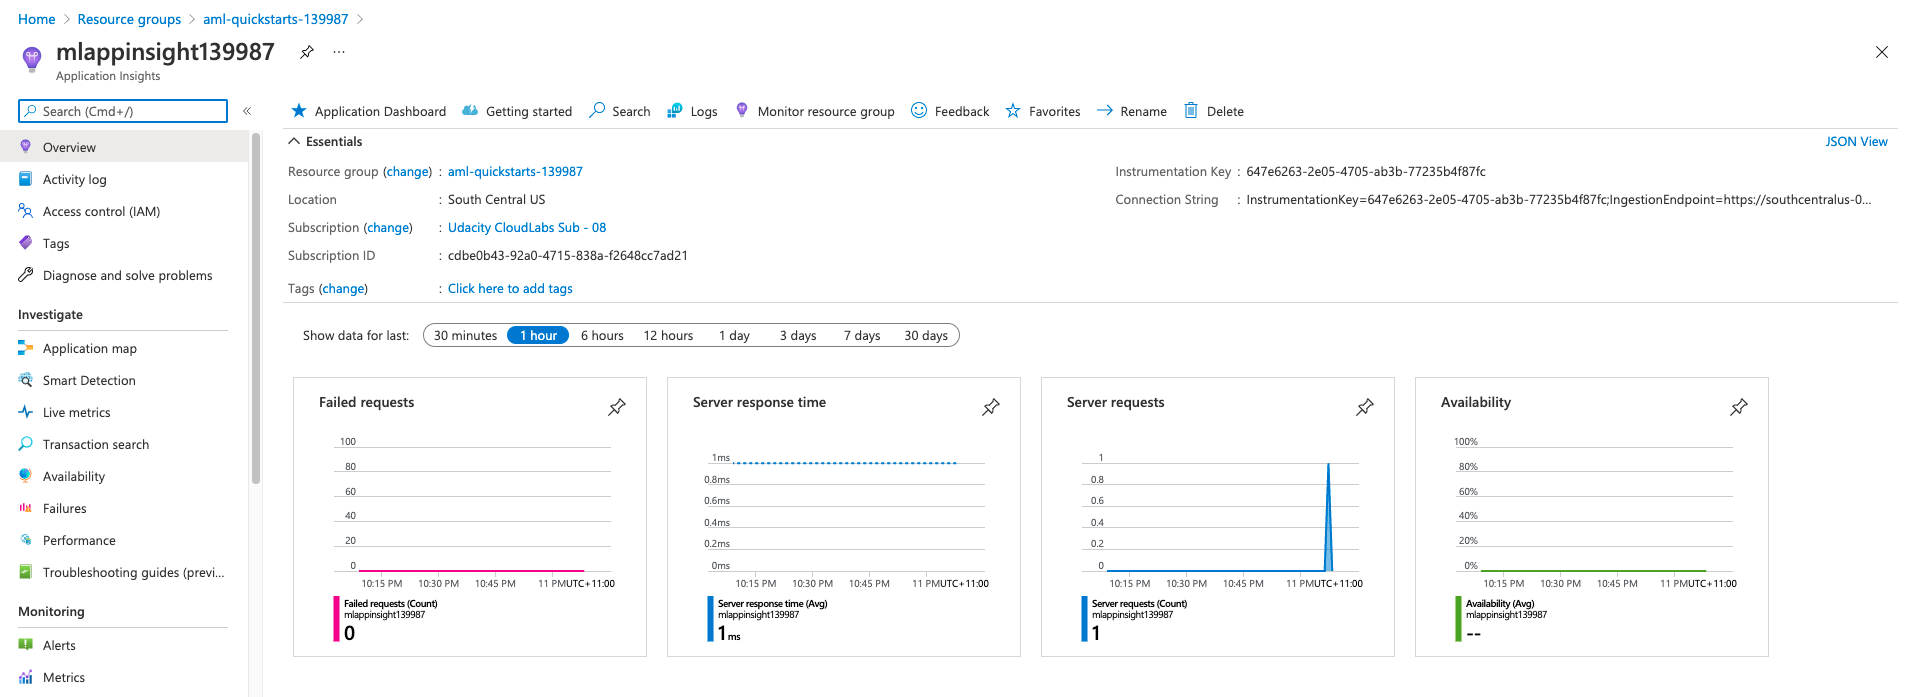 Home > Resource groups > aml-quickstarts-139987 >
mlappinsight139987 ...
Application Insights
Search (Cmd+/) «
Application Dashboard Getting started Search Logs Monitor resource group Feedback Favorites Rename Delete
Overview
Activity log
Access control (IAM)
Tags
Diagnose and solve problems
Investigate
Application map
Smart Detection
Live metrics
Transaction search
Availability
Failures
Performance
Troubleshooting guides (previ...
Monitoring
Alerts
Metrics
Essentials JSON View
Resource group (change) : aml-quickstarts-139987
Location : South Central US
Subscription (change) : Udacity CloudLabs Sub - 08
Subscription ID : cdbe0b43-92a0-4715-838a-f2648cc7ad21
Tags (change) : Click here to add tags
Instrumentation Key : 647e6263-2e05-4705-ab3b-77235b4f87fc
Connection String : InstrumentationKey=647e6263-2e05-4705-ab3b-77235b4f87fc;IngestionEndpoint=https://southcentralus-0...
Show data for last: 30 minutes 1 hour 6 hours 12 hours 1 day 3 days 7 days 30 days
Failed requests
100
80
60
40
20
0
10:15 PM 10:30 PM 10:45 PM 11 PM UTC+11:00
Failed requests (Count)
mlappinsight139987
0
Server response time
1ms
0.8ms
0.6ms
0.4ms
0.2ms
0ms
10:15 PM 10:30 PM 10:45 PM 11 PM UTC+11:00
Server response time (Avg)
mlappinsight139987
1 ms
Server requests
1
0.8
0.6
0.4
0.2
0
10:15 PM 10:30 PM 10:45 PM 11 PM UTC+11:00
Server requests (Count)
mlappinsight139987
1
Availability
100%
80%
60%
40%
20%
0%
10:15 PM 10:30 PM 10:45 PM 11 PM UTC+11:00
Availability (Avg)
mlappinsight139987
--